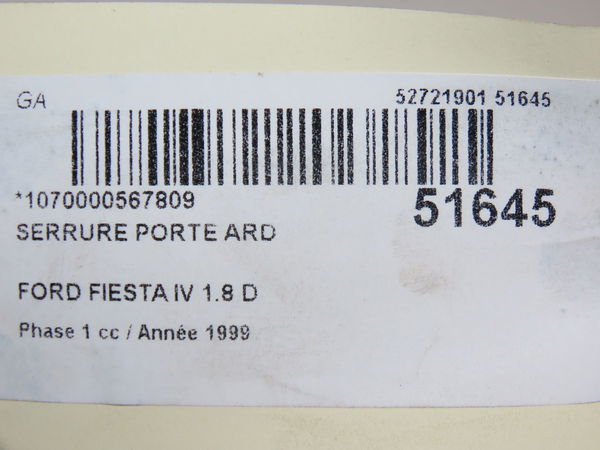 GA
52721901 51645
*1070000567809
51645
SERRURE PORTE ARD
FORD FIESTA IV 1.8 D
Phase 1 cc / Année 1999